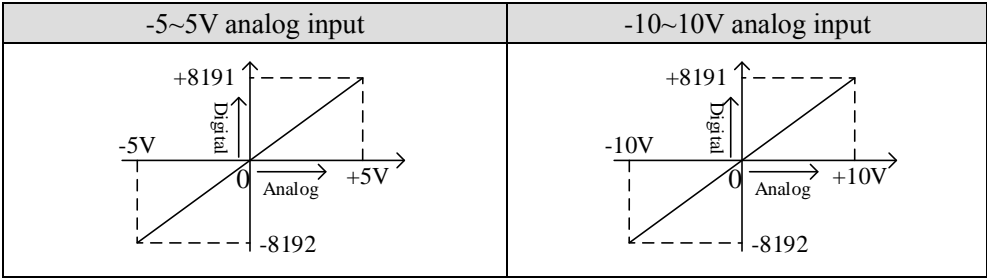 -5~5V analog input
-10~10V analog input
+8191
Digital
-5V
0
Analog
+5V
-8192
+8191
Digital
-10V
0
Analog
+10V
-8192